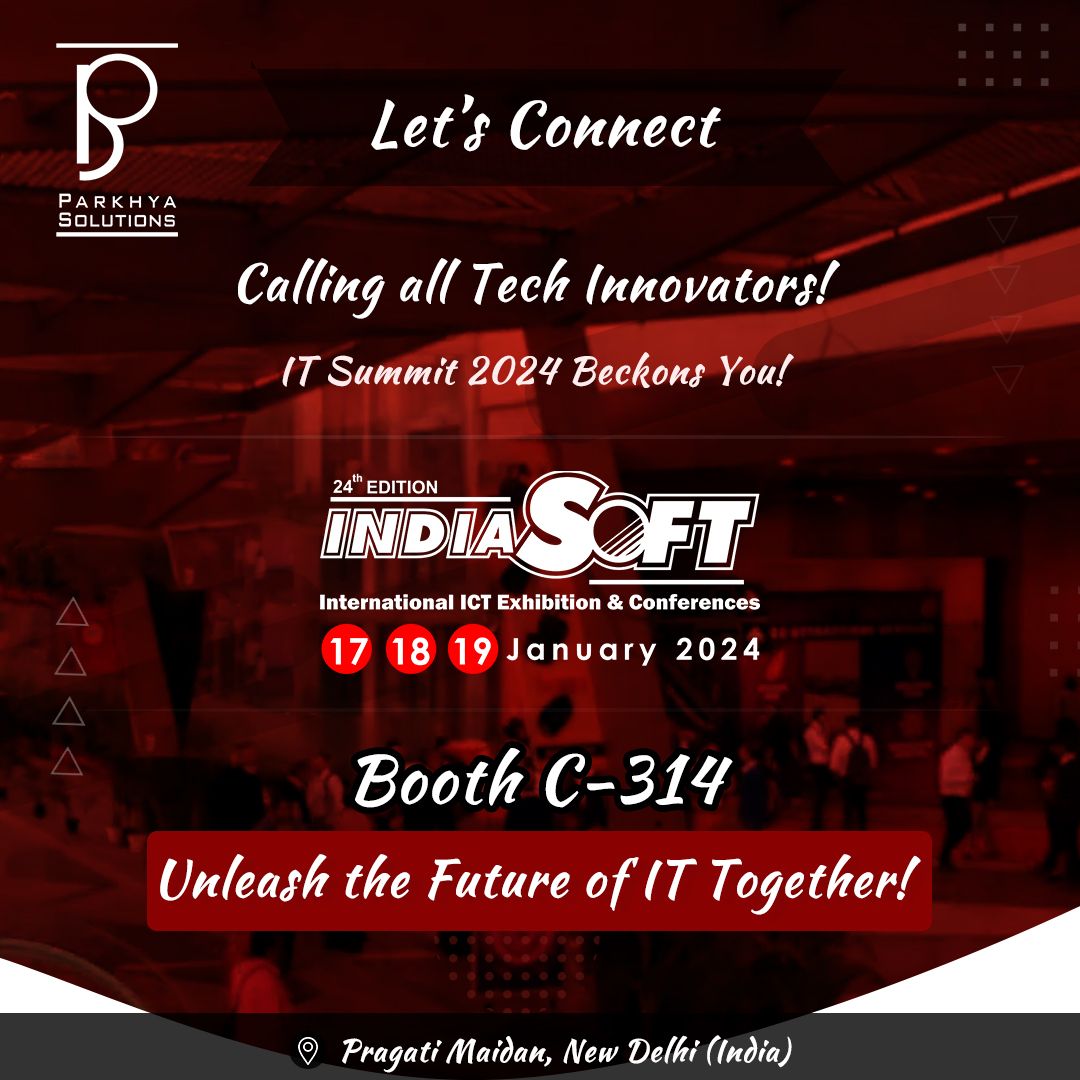 PARKHYA
SOLUTIONS
Let's Connect
Calling all Tech Innovators!
IT Summit 2024 Beckons You!
24th EDITION
INDIASOFT
International ICT Exhibition & Conferences
17 18 19 January 2024
Booth C-314
Unleash the Future of IT Together!
Pragati Maidan, New Delhi (India)